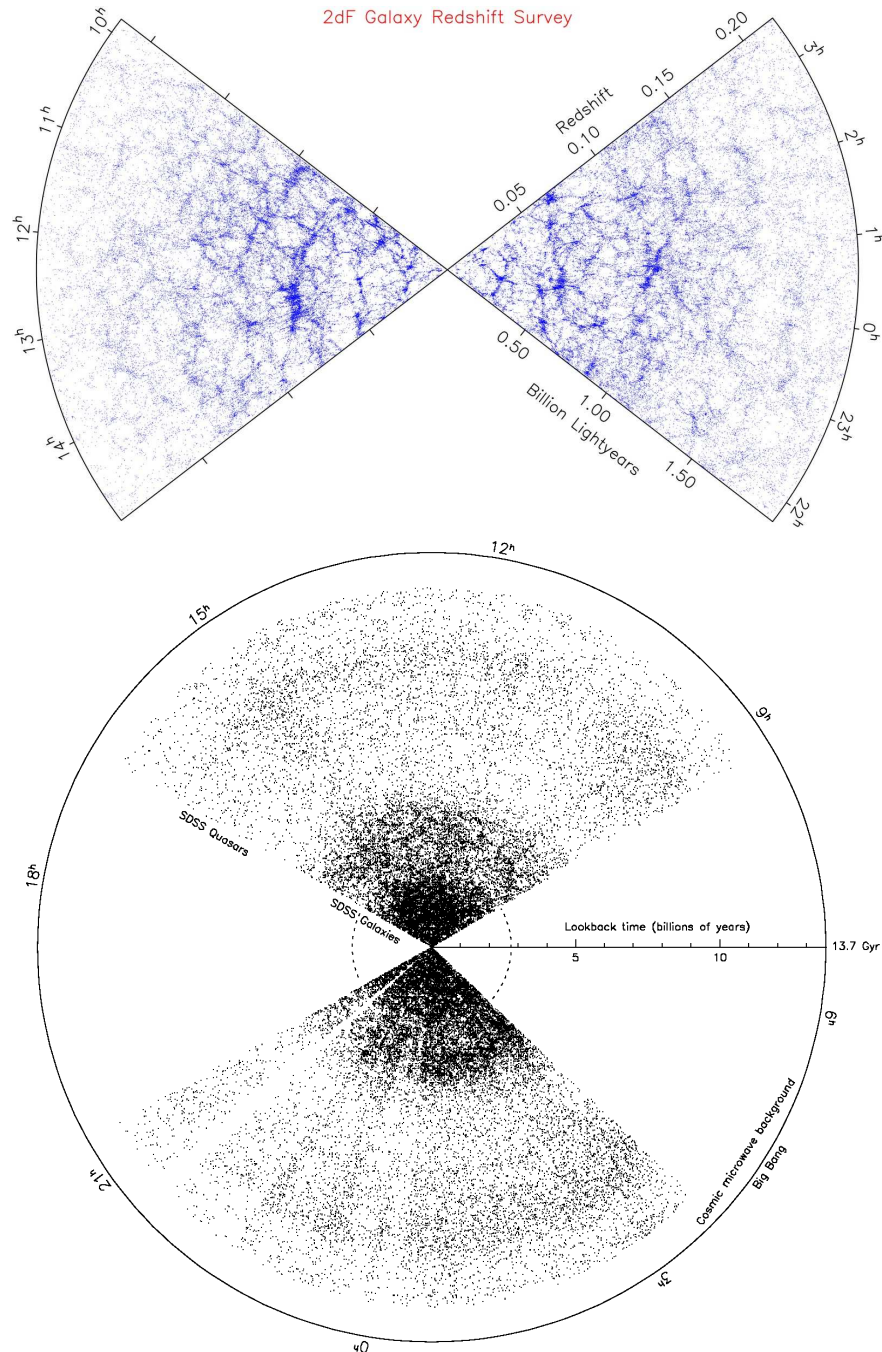 2dF Galaxy Redshift Survey
10h
11h
12h
13h
14h
Redshift
0.05
0.10
0.15
0.20
3h
2h
1h
0h
23h
22h
0.50
1.00
1.50
Billion Lightyears
12h
15h
9h
18h
SDSS Quasars
SDSS Galaxies
Lookback time (billions of years)
5
10
13.7 Gyr
6h
Cosmic microwave background
Big Bang
21h
3h
0h